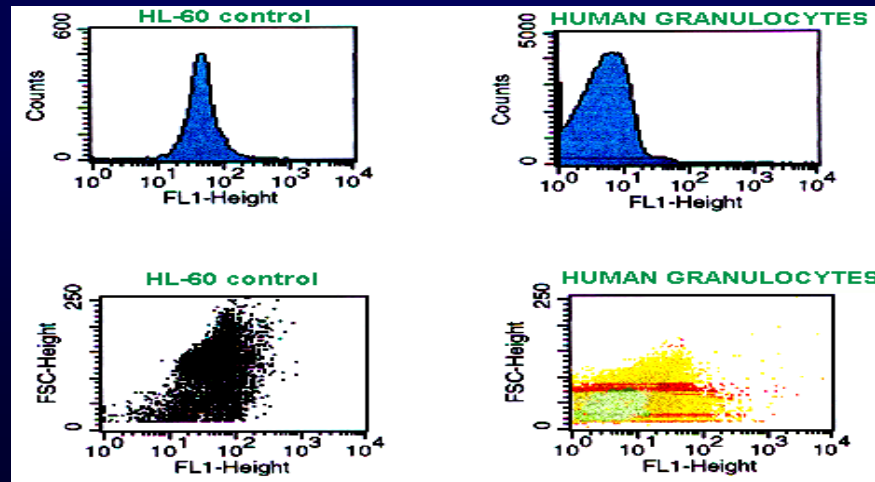 HL-60 control
600
Counts
0
10^0 10^1 10^2 10^3 10^4
FL1-Height
HUMAN GRANULOCYTES
5000
Counts
0
10^0 10^1 10^2 10^3 10^4
FL1-Height
HL-60 control
250
FSC-Height
0
10^0 10^1 10^2 10^3 10^4
FL1-Height
HUMAN GRANULOCYTES
250
FSC-Height
0
10^0 10^1 10^2 10^3 10^4
FL1-Height